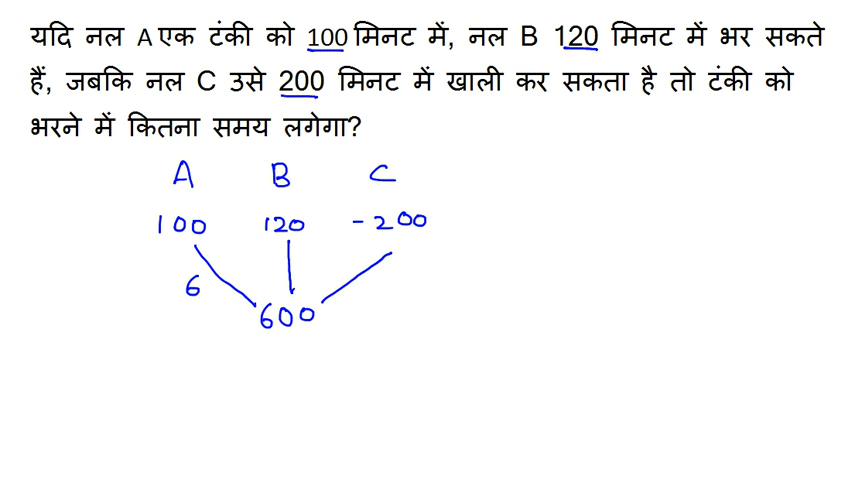 यदि नल A एक टंकी को 100 मिनट में, नल B 120 मिनट में भर सकते
हैं, जबकि नल C उसे 200 मिनट में खाली कर सकता है तो टंकी को
भरने में कितना समय लगेगा?
A B C
100 120 -200
6
600